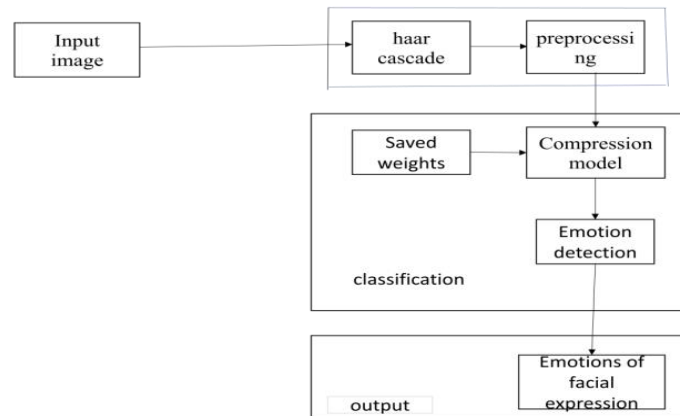 Input
image
haar
cascade
preprocessi
ng
Saved
weights
Compression
model
Emotion
detection
classification
Emotions of
facial
expression
output